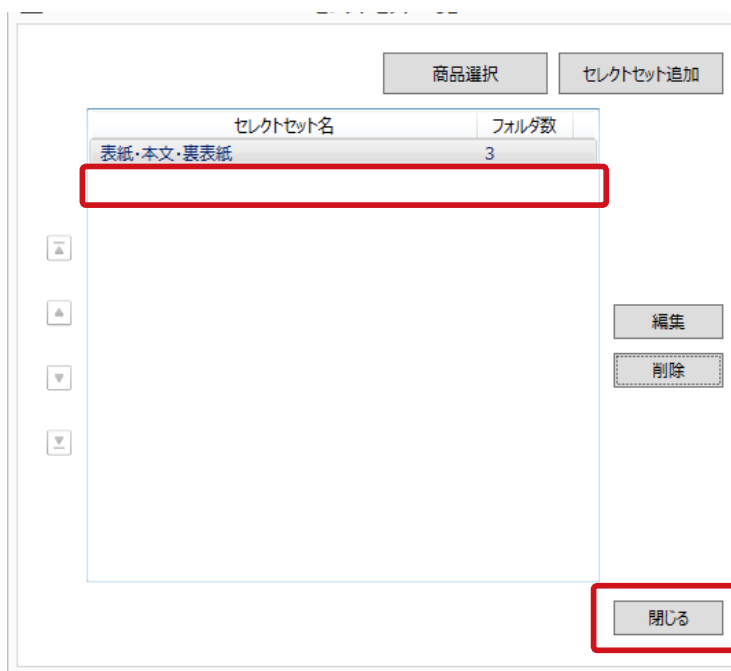 商品選択
セレクトセット追加
セレクトセット名
フォルダ数
表紙・本文・裏表紙
3
編集
削除
閉じる